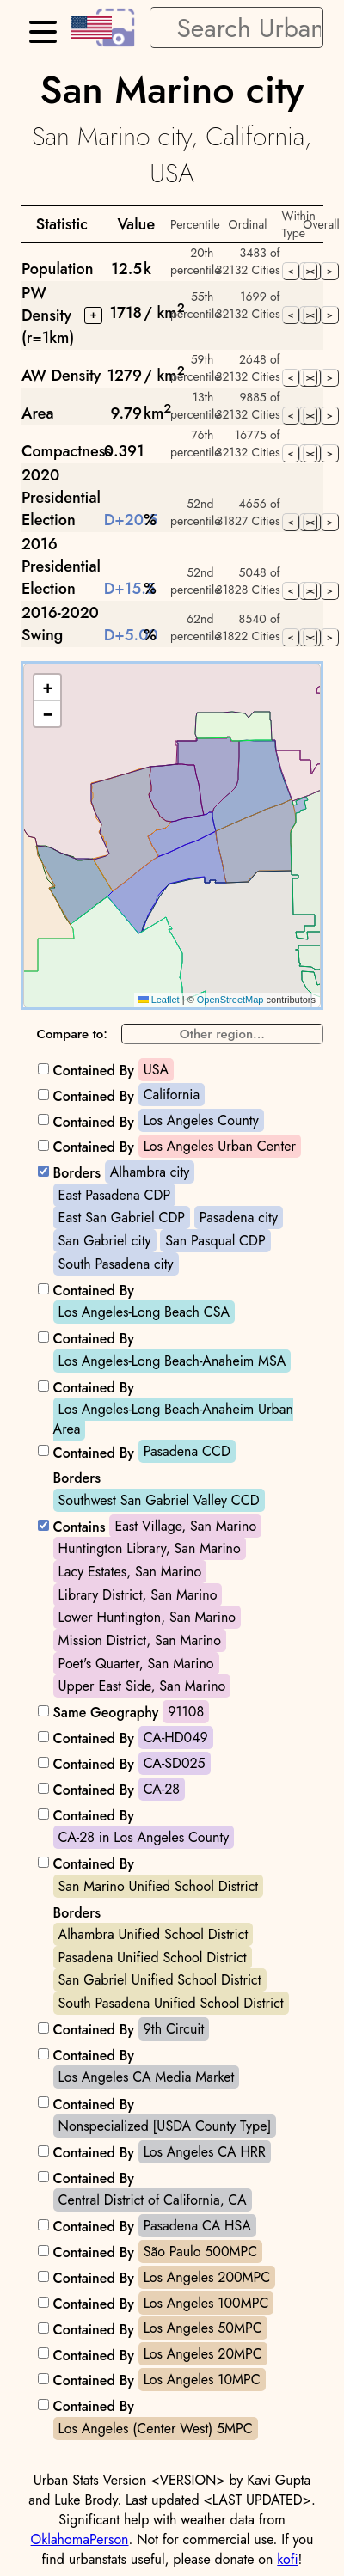 Search Urban
San Marino city
San Marino city, California,
USA
Statistic Value Percentile Ordinal Within Type Overall
Population 12.5k 20th percentile 3483 of 32132 Cities < >< >
PW Density (r=1km) + 1718 / km2 55th percentile 1699 of 32132 Cities < >< >
AW Density 1279 / km2 59th percentile 2648 of 32132 Cities < >< >
Area 9.79 km2 13th percentile 9885 of 32132 Cities < >< >
Compactness 0.391 76th percentile 16775 of 32132 Cities < >< >
2020 Presidential Election % 52nd percentile 4656 of 31827 Cities < >< >
2016 Presidential Election % 52nd percentile 5048 of 31828 Cities < >< >
2016-2020 Swing % 62nd percentile 8540 of 31822 Cities < >< >
+
−
Leaflet | © OpenStreetMap contributors
Compare to: Other region...
Contained By USA
Contained By California
Contained By Los Angeles County
Contained By Los Angeles Urban Center
Borders Alhambra city
East Pasadena CDP
East San Gabriel CDP Pasadena city
San Gabriel city San Pasqual CDP
South Pasadena city
Contained By
Los Angeles-Long Beach CSA
Contained By
Los Angeles-Long Beach-Anaheim MSA
Contained By
Los Angeles-Long Beach-Anaheim Urban
Area
Contained By Pasadena CCD
Borders
Southwest San Gabriel Valley CCD
Contains East Village, San Marino
Huntington Library, San Marino
Lacy Estates, San Marino
Library District, San Marino
Lower Huntington, San Marino
Mission District, San Marino
Poet's Quarter, San Marino
Upper East Side, San Marino
Same Geography 91108
Contained By CA-HD049
Contained By CA-SD025
Contained By CA-28
Contained By
CA-28 in Los Angeles County
Contained By
San Marino Unified School District
Borders
Alhambra Unified School District
Pasadena Unified School District
San Gabriel Unified School District
South Pasadena Unified School District
Contained By 9th Circuit
Contained By
Los Angeles CA Media Market
Contained By
Nonspecialized [USDA County Type]
Contained By Los Angeles CA HRR
Contained By
Central District of California, CA
Contained By Pasadena CA HSA
Contained By São Paulo 500MPC
Contained By Los Angeles 200MPC
Contained By Los Angeles 100MPC
Contained By Los Angeles 50MPC
Contained By Los Angeles 20MPC
Contained By Los Angeles 10MPC
Contained By
Los Angeles (Center West) 5MPC
Urban Stats Version <VERSION> by Kavi Gupta
and Luke Brody. Last updated <LAST UPDATED>.
Significant help with weather data from
OklahomaPerson. Not for commercial use. If you
find urbanstats useful, please donate on kofi!